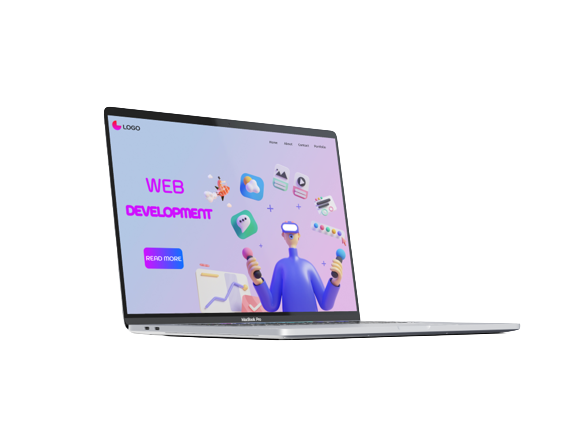 LOGO
Home About Contact Portfolio
WEB
DEVELOPMENT
READ MORE
MacBook Pro